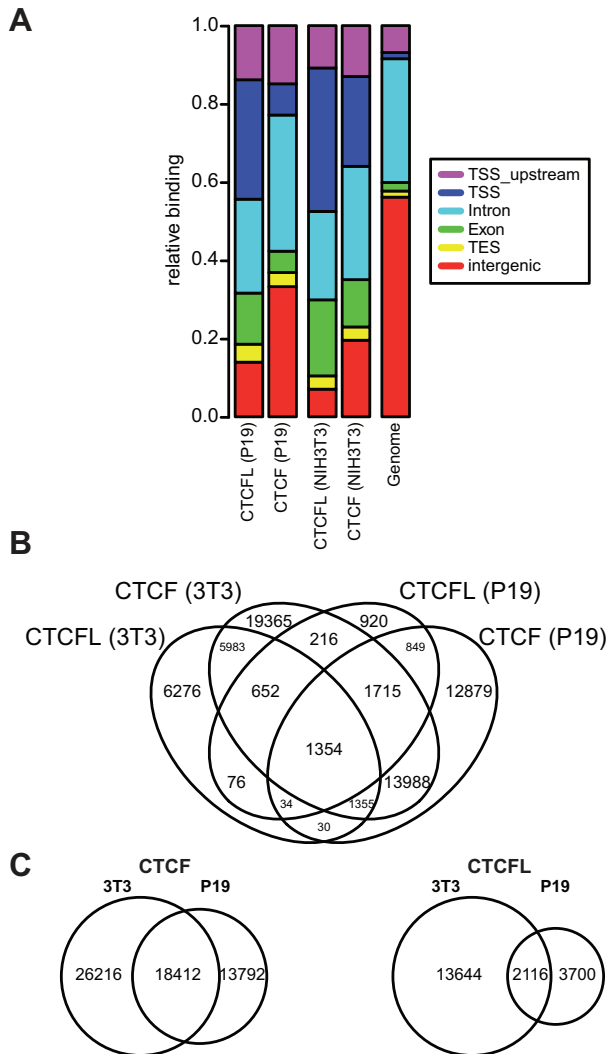 A
1.0
0.8
0.6
0.4
0.2
0.0
relative binding
CTCFL (P19)
CTCF (P19)
CTCFL (NIH3T3)
CTCF (NIH3T3)
Genome
TSS_upstream
TSS
Intron
Exon
TES
intergenic
B
CTCF (3T3)
CTCFL (P19)
CTCFL (3T3)
CTCF (P19)
19365
920
5983
216
849
6276
652
1715
12879
1354
76
13988
34
1355
30
C
CTCF
3T3
P19
26216
18412
13792
CTCFL
3T3
P19
13644
2116
3700